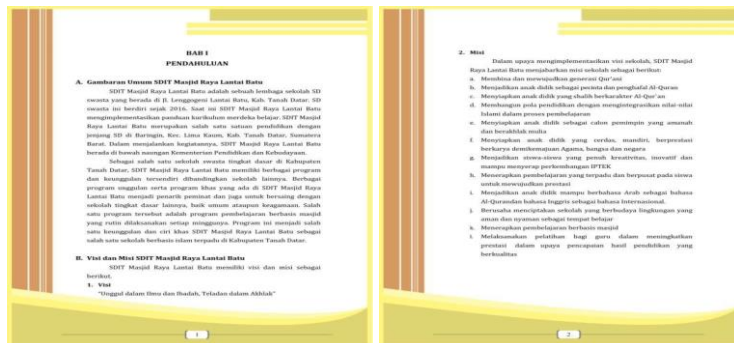 BAB I
PENDAHULUAN
A. Gambaran Umum SDIT Masjid Raya Lantai Batu
SDIT Masjid Raya Lantai Batu adalah sebuah lembaga sekolah SD
swasta yang berada di Jl. Lenggogeni Lantai Batu, Kab. Tanah Datar. SD
swasta ini berdiri sejak 2016. Saat ini SDIT Masjid Raya Lantai Batu
mengimplementasikan panduan kurikulum merdeka belajar. SDIT Masjid
Raya Lantai Batu merupakan salah satu satuan pendidikan dengan
jenjang SD di Baringin, Kec. Lima Kaum, Kab. Tanah Datar, Sumatera
Barat. Dalam menjalankan kegiatannya, SDIT Masjid Raya Lantai Batu
berada di bawah naungan Kementerian Pendidikan dan Kebudayaan.
Sebagai salah satu sekolah swasta tingkat dasar di Kabupaten
Tanah Datar, SDIT Masjid Raya Lantai Batu memiliki berbagai program
dan keunggulan tersendiri dibandingkan sekolah lainnya. Berbagai
program unggulan serta program khas yang ada di SDIT Masjid Raya
Lantai Batu menjadi penarik peminat dan juga untuk bersaing dengan
sekolah tingkat dasar lainnya, baik umum ataupun keagamaan. Salah
satu program tersebut adalah program pembelajaran berbasis masjid
yang rutin dilaksanakan setiap minggunya. Program ini menjadi salah
satu keunggulan dan ciri khas SDIT Masjid Raya Lantai Batu sebagai
salah satu sekolah berbasis islam terpadu di Kabupaten Tanah Datar.
B. Visi dan Misi SDIT Masjid Raya Lantai Batu
SDIT Masjid Raya Lantai Batu memiliki visi dan misi sebagai
berikut.
1. Visi
"Unggul dalam Ilmu dan Ibadah, Teladan dalam Akhlak"
1
2. Misi
Dalam upaya mengimplementasikan visi sekolah, SDIT Masjid
Raya Lantai Batu menjabarkan misi sekolah sebagai berikut:
a. Membina dan mewujudkan generasi Qur'ani
b. Menjadikan anak didik sebagai pecinta dan penghafal Al-Quran
c. Menyiapkan anak didik yang shalih berkarakter Al-Qur'an
d. Membangun pola pendidikan dengan mengintegrasikan nilai-nilai
Islami dalam proses pembelajaran
e. Menyiapkan anak didik sebagai calon pemimpin yang amanah
dan berakhlak mulia
f. Menyiapkan anak didik yang cerdas, mandiri, berprestasi
berkarya demikemajuan Agama, bangsa dan negara
g. Menjadikan siswa-siswa yang penuh kreativitas, inovatif dan
mampu menyerap perkembangan IPTEK
h. Menerapkan pembelajaran yang terpadu dan berpusat pada siswa
untuk mewujudkan prestasi
i. Menjadikan anak didik mampu berbahasa Arab sebagai bahasa
Al-Qurandan bahasa Inggris sebagai bahasa Internasional.
j. Berusaha menciptakan sekolah yang berbudaya lingkungan yang
aman dan nyaman sebagai tempat belajar
k. Menerapkan pembelajaran berbasis masjid
l. Melaksanakan pelatihan bagi guru dalam meningkatkan
prestasi dalam upaya pencapaian hasil pendidikan yang
berkualitas
2